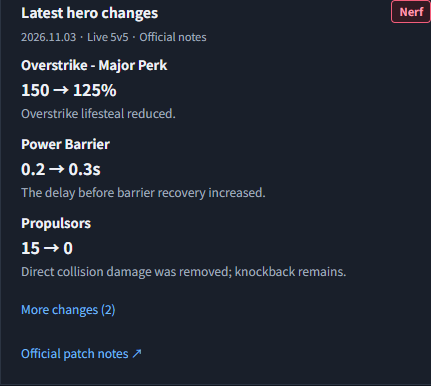 Latest hero changes
Nerf
2026.11.03 · Live 5v5 · Official notes
Overstrike - Major Perk
150 → 125%
Overstrike lifesteal reduced.
Power Barrier
0.2 → 0.3s
The delay before barrier recovery increased.
Propulsors
15 → 0
Direct collision damage was removed; knockback remains.
More changes (2)
Official patch notes ↗